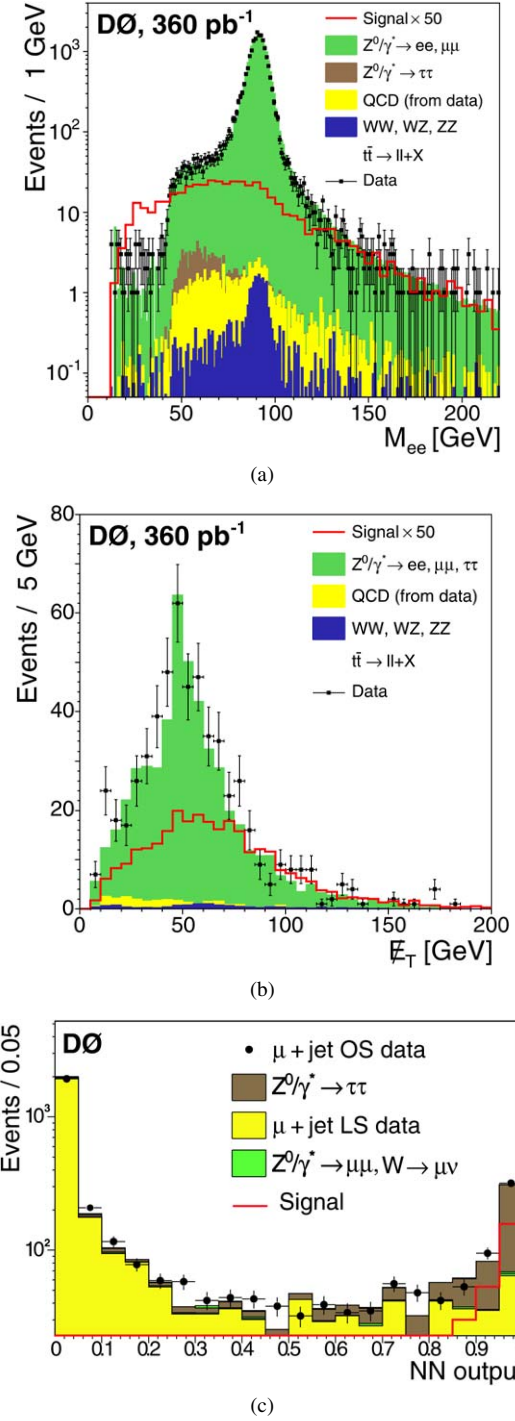 DØ, 360 pb⁻¹
Signal × 50
Z⁰/γ* → ee, μμ
Z⁰/γ* → ττ
QCD (from data)
WW, WZ, ZZ
tt̄ → ll+X
Data
Events / 1 GeV
10³
10²
10
1
10⁻¹
0 50 100 150 200
M_ee [GeV]
(a)
DØ, 360 pb⁻¹
Signal × 50
Z⁰/γ* → ee, μμ, ττ
QCD (from data)
WW, WZ, ZZ
tt̄ → ll+X
Data
Events / 5 GeV
80
60
40
20
0
0 50 100 150 200
E̸_T [GeV]
(b)
DØ
μ + jet OS data
Z⁰/γ* → ττ
μ + jet LS data
Z⁰/γ* → μμ, W → μν
Signal
Events / 0.05
10³
10²
0 0.1 0.2 0.3 0.4 0.5 0.6 0.7 0.8 0.9
NN outpu
(c)